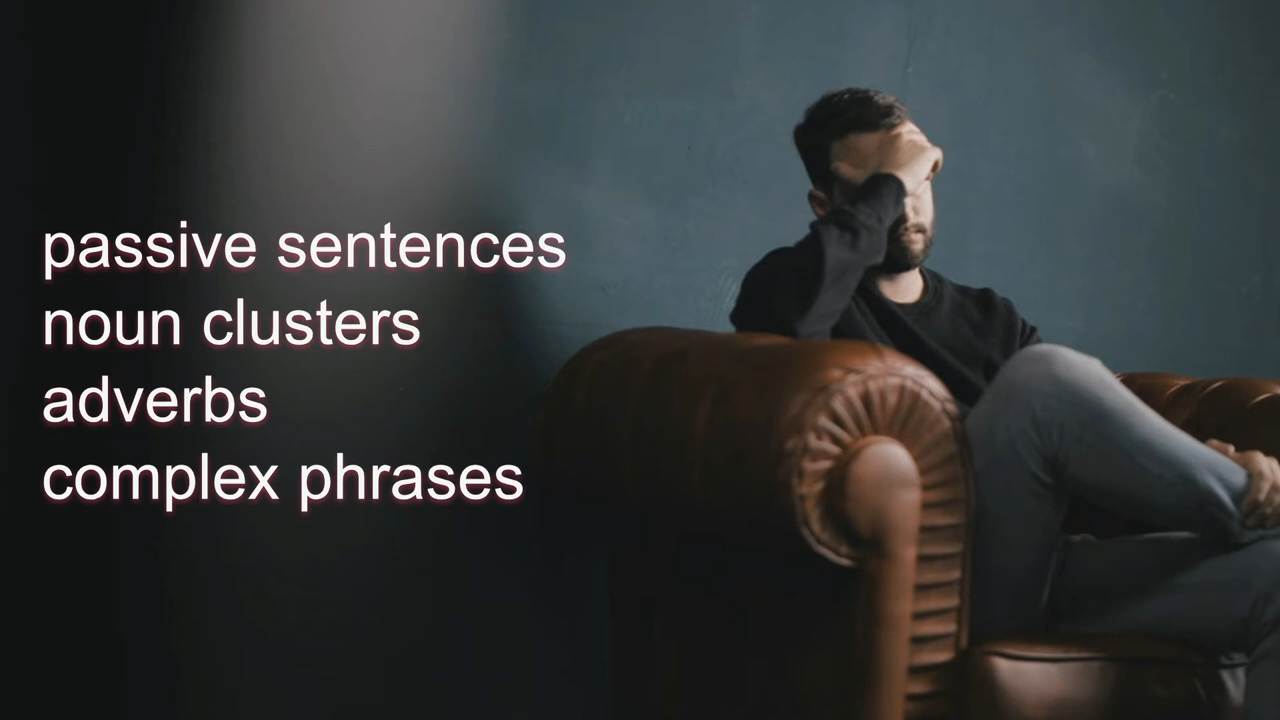 passive sentences
noun clusters
adverbs
complex phrases